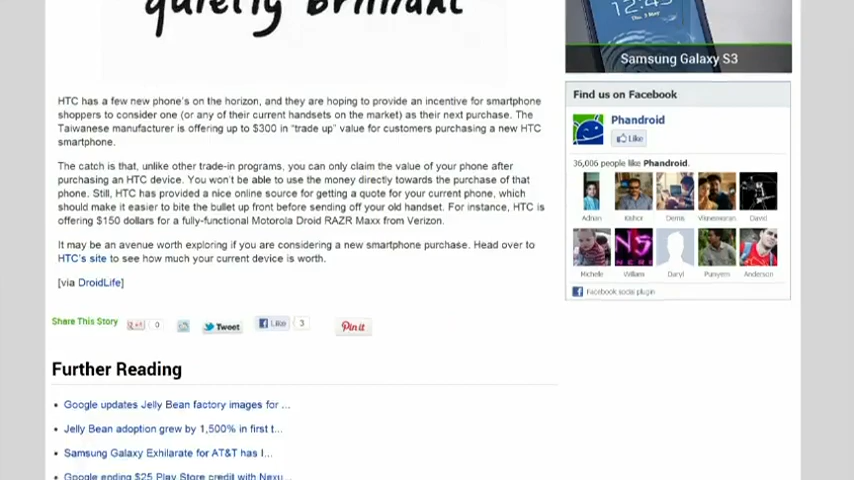 quietly brilliant
12:45
Samsung Galaxy S3
HTC has a few new phone's on the horizon, and they are hoping to provide an incentive for smartphone
shoppers to consider one (or any of their current handsets on the market) as their next purchase. The
Taiwanese manufacturer is offering up to $300 in "trade up" value for customers purchasing a new HTC
smartphone.
The catch is that, unlike other trade-in programs, you can only claim the value of your phone after
purchasing an HTC device. You won't be able to use the money directly towards the purchase of that
phone. Still, HTC has provided a nice online source for getting a quote for your current phone, which
should make it easier to bite the bullet up front before sending off your old handset. For instance, HTC is
offering $150 dollars for a fully-functional Motorola Droid RAZR Maxx from Verizon.
It may be an avenue worth exploring if you are considering a new smartphone purchase. Head over to
HTC's site to see how much your current device is worth.
[via DroidLife]
Share This Story
+1
0
Tweet
Like
3
Pin it
Find us on Facebook
Phandroid
Like
36,006 people like Phandroid.
Adnan
Kishor
Dems
Vikneswaran
David
Michele
William
Daryl
Punyem
Anderson
Facebook social plugin
Further Reading
Google updates Jelly Bean factory images for ...
Jelly Bean adoption grew by 1,500% in first t...
Samsung Galaxy Exhilarate for AT&T has I...
Google ending $25 Play Store credit with Nexu...